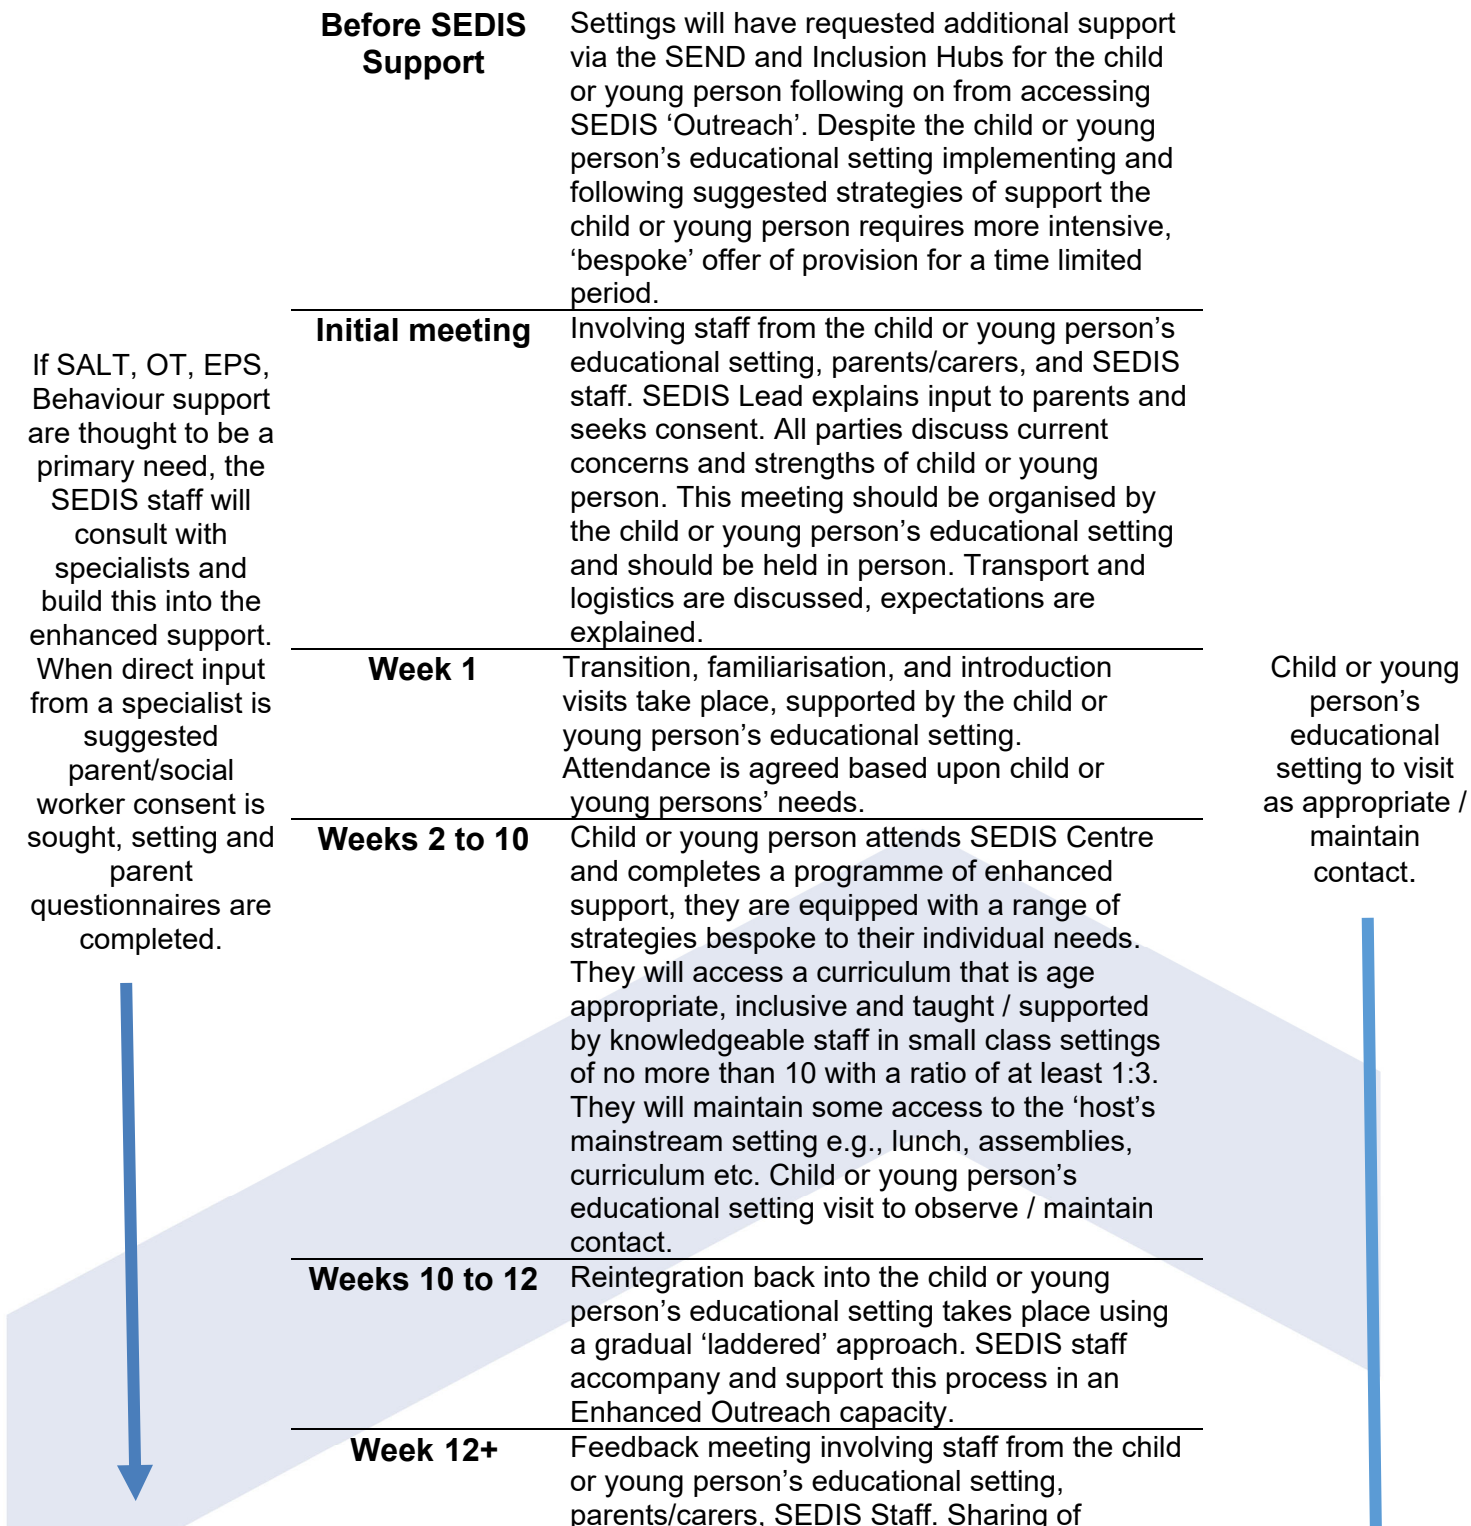 Before SEDIS
Support
Settings will have requested additional support
via the SEND and Inclusion Hubs for the child
or young person following on from accessing
SEDIS ‘Outreach’. Despite the child or young
person’s educational setting implementing and
following suggested strategies of support the
child or young person requires more intensive,
‘bespoke’ offer of provision for a time limited
period.
Initial meeting
Involving staff from the child or young person’s
educational setting, parents/carers, and SEDIS
staff. SEDIS Lead explains input to parents and
seeks consent. All parties discuss current
concerns and strengths of child or young
person. This meeting should be organised by
the child or young person’s educational setting
and should be held in person. Transport and
logistics are discussed, expectations are
explained.
If SALT, OT, EPS,
Behaviour support
are thought to be a
primary need, the
SEDIS staff will
consult with
specialists and
build this into the
enhanced support.
When direct input
from a specialist is
suggested
parent/social
worker consent is
sought, setting and
parent
questionnaires are
completed.
Week 1
Transition, familiarisation, and introduction
visits take place, supported by the child or
young person’s educational setting.
Attendance is agreed based upon child or
young persons’ needs.
Child or young
person’s
educational
setting to visit
as appropriate /
maintain
contact.
Weeks 2 to 10
Child or young person attends SEDIS Centre
and completes a programme of enhanced
support, they are equipped with a range of
strategies bespoke to their individual needs.
They will access a curriculum that is age
appropriate, inclusive and taught / supported
by knowledgeable staff in small class settings
of no more than 10 with a ratio of at least 1:3.
They will maintain some access to the ‘host’s
mainstream setting e.g., lunch, assemblies,
curriculum etc. Child or young person’s
educational setting visit to observe / maintain
contact.
Weeks 10 to 12
Reintegration back into the child or young
person’s educational setting takes place using
a gradual ‘laddered’ approach. SEDIS staff
accompany and support this process in an
Enhanced Outreach capacity.
Week 12+
Feedback meeting involving staff from the child
or young person’s educational setting,
parents/carers, SEDIS Staff. Sharing of